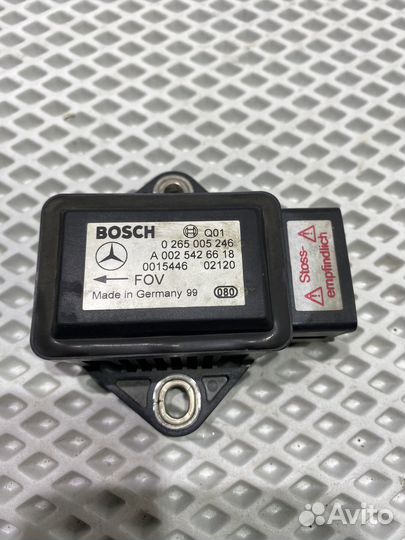 BOSCH Q01
0 265 005 246
A 002 542 66 18
0015446 02120
FOV
Made in Germany 99 080
Stoss-
empfindlich
Avito